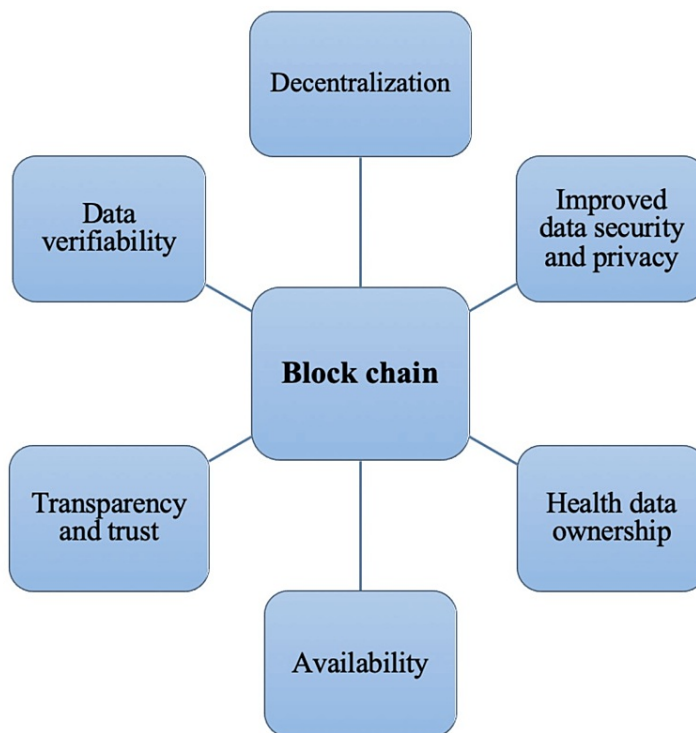 Decentralization
Data
verifiability
Improved
data security
and privacy
Block chain
Transparency
and trust
Health data
ownership
Availability